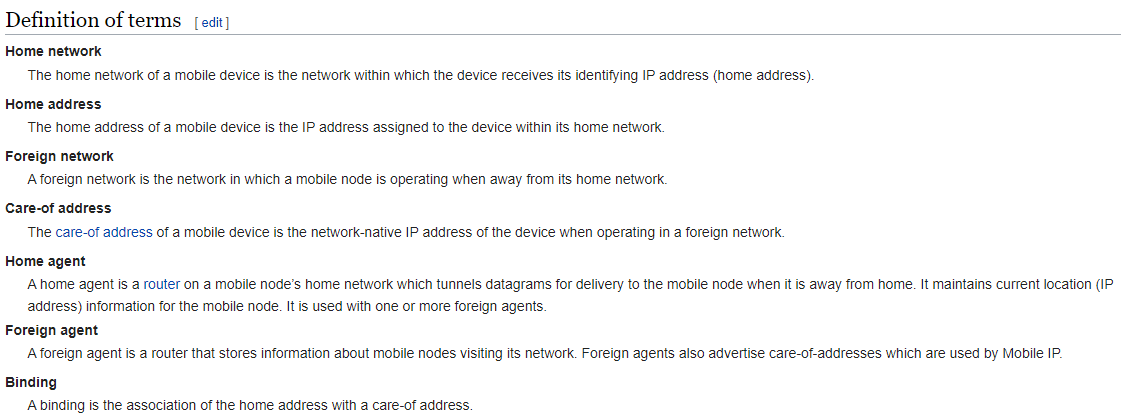 Definition of terms [ edit ]
Home network
The home network of a mobile device is the network within which the device receives its identifying IP address (home address).
Home address
The home address of a mobile device is the IP address assigned to the device within its home network.
Foreign network
A foreign network is the network in which a mobile node is operating when away from its home network.
Care-of address
The care-of address of a mobile device is the network-native IP address of the device when operating in a foreign network.
Home agent
A home agent is a router on a mobile node's home network which tunnels datagrams for delivery to the mobile node when it is away from home. It maintains current location (IP
address) information for the mobile node. It is used with one or more foreign agents.
Foreign agent
A foreign agent is a router that stores information about mobile nodes visiting its network. Foreign agents also advertise care-of-addresses which are used by Mobile IP.
Binding
A binding is the association of the home address with a care-of address.